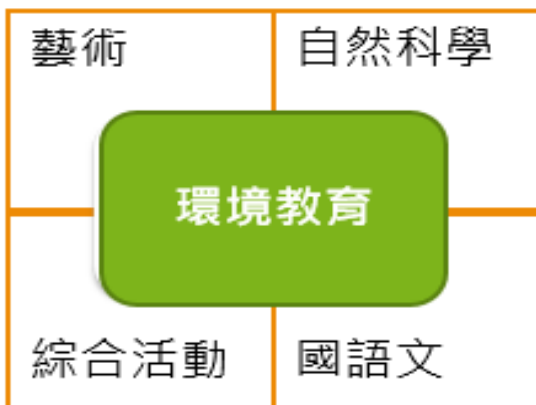 藝術
自然科學
環境教育
綜合活動
國語文